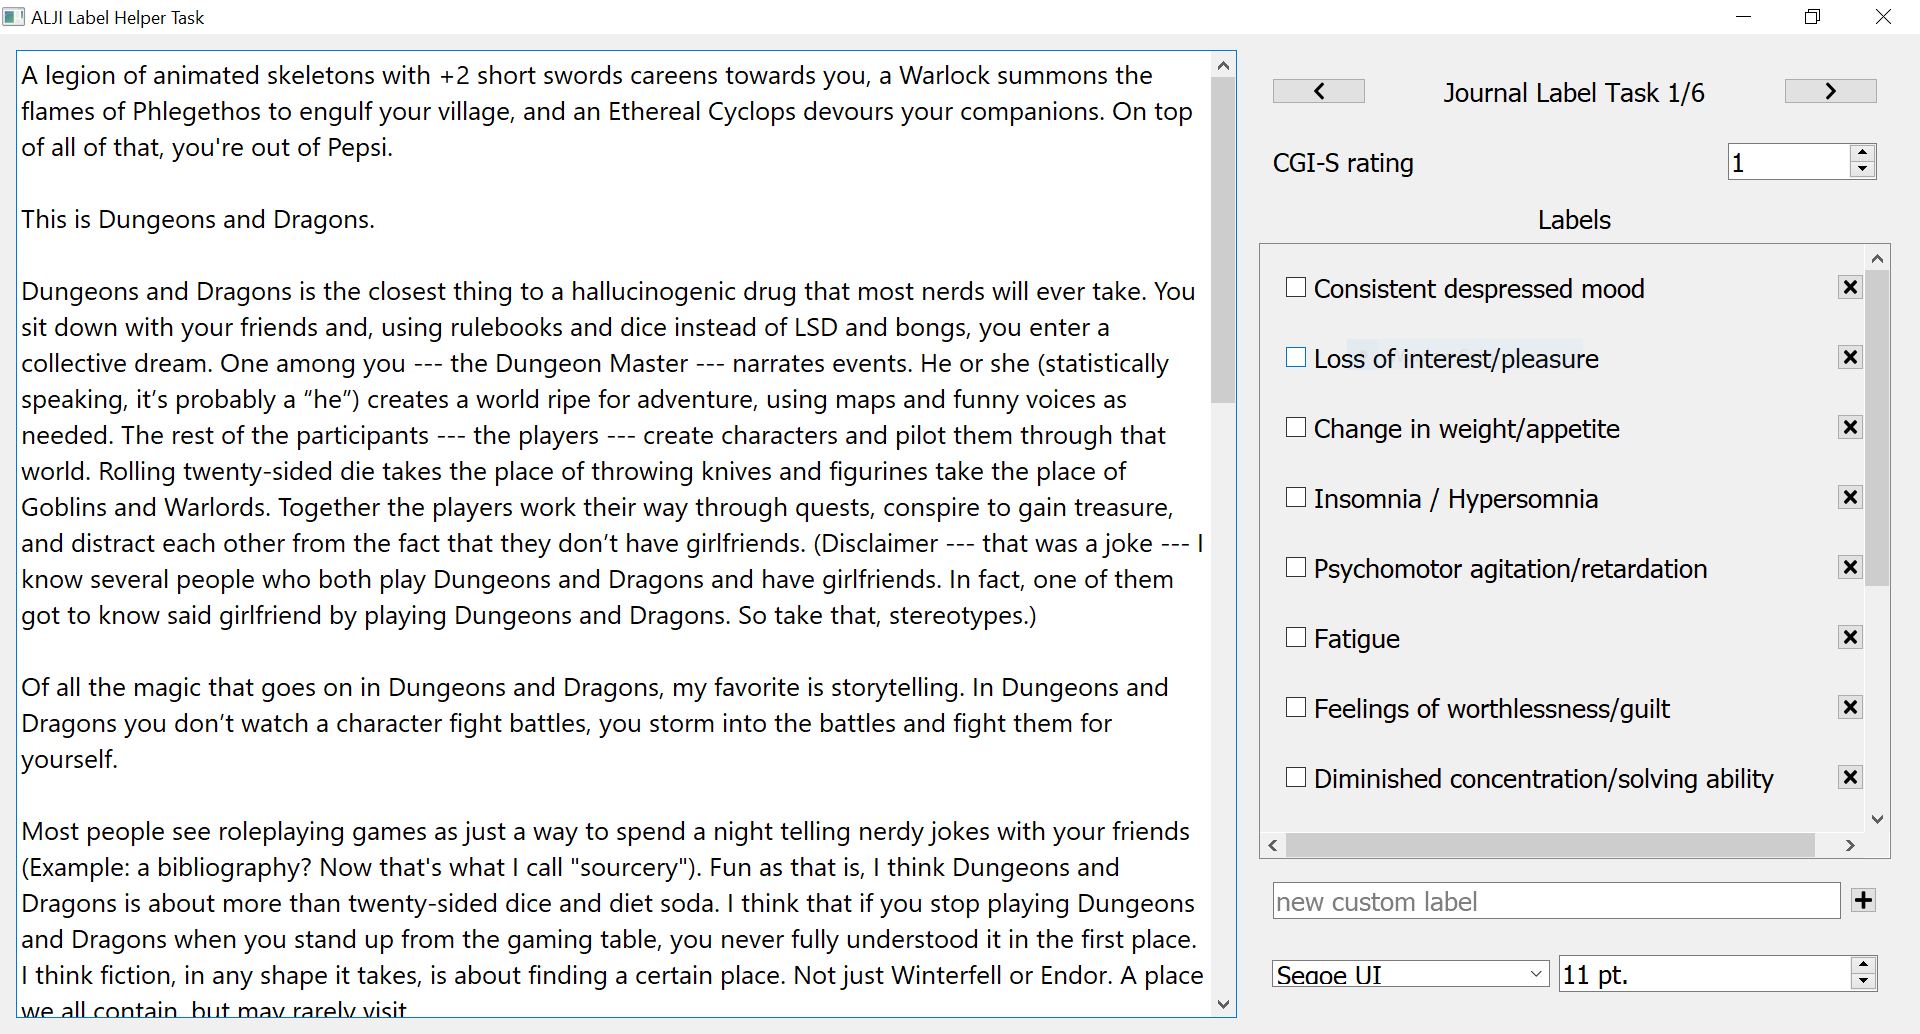 ALJI Label Helper Task
A legion of animated skeletons with +2 short swords careens towards you, a Warlock summons the
flames of Phlegethos to engulf your village, and an Ethereal Cyclops devours your companions. On top
of all of that, you're out of Pepsi.
This is Dungeons and Dragons.
Dungeons and Dragons is the closest thing to a hallucinogenic drug that most nerds will ever take. You
sit down with your friends and, using rulebooks and dice instead of LSD and bongs, you enter a
collective dream. One among you --- the Dungeon Master --- narrates events. He or she (statistically
speaking, it’s probably a “he”) creates a world ripe for adventure, using maps and funny voices as
needed. The rest of the participants --- the players --- create characters and pilot them through that
world. Rolling twenty-sided die takes the place of throwing knives and figurines take the place of
Goblins and Warlords. Together the players work their way through quests, conspire to gain treasure,
and distract each other from the fact that they don’t have girlfriends. (Disclaimer --- that was a joke --- I
know several people who both play Dungeons and Dragons and have girlfriends. In fact, one of them
got to know said girlfriend by playing Dungeons and Dragons. So take that, stereotypes.)
Of all the magic that goes on in Dungeons and Dragons, my favorite is storytelling. In Dungeons and
Dragons you don’t watch a character fight battles, you storm into the battles and fight them for
yourself.
Most people see roleplaying games as just a way to spend a night telling nerdy jokes with your friends
(Example: a bibliography? Now that's what I call "sourcery"). Fun as that is, I think Dungeons and
Dragons is about more than twenty-sided dice and diet soda. I think that if you stop playing Dungeons
and Dragons when you stand up from the gaming table, you never fully understood it in the first place.
I think fiction, in any shape it takes, is about finding a certain place. Not just Winterfell or Endor. A place
we all contain, but may rarely visit.
Journal Label Task 1/6
CGI-S rating
1
Labels
Consistent despressed mood
Loss of interest/pleasure
Change in weight/appetite
Insomnia / Hypersomnia
Psychomotor agitation/retardation
Fatigue
Feelings of worthlessness/guilt
Diminished concentration/solving ability
new custom label
Segoe UI
11 pt.